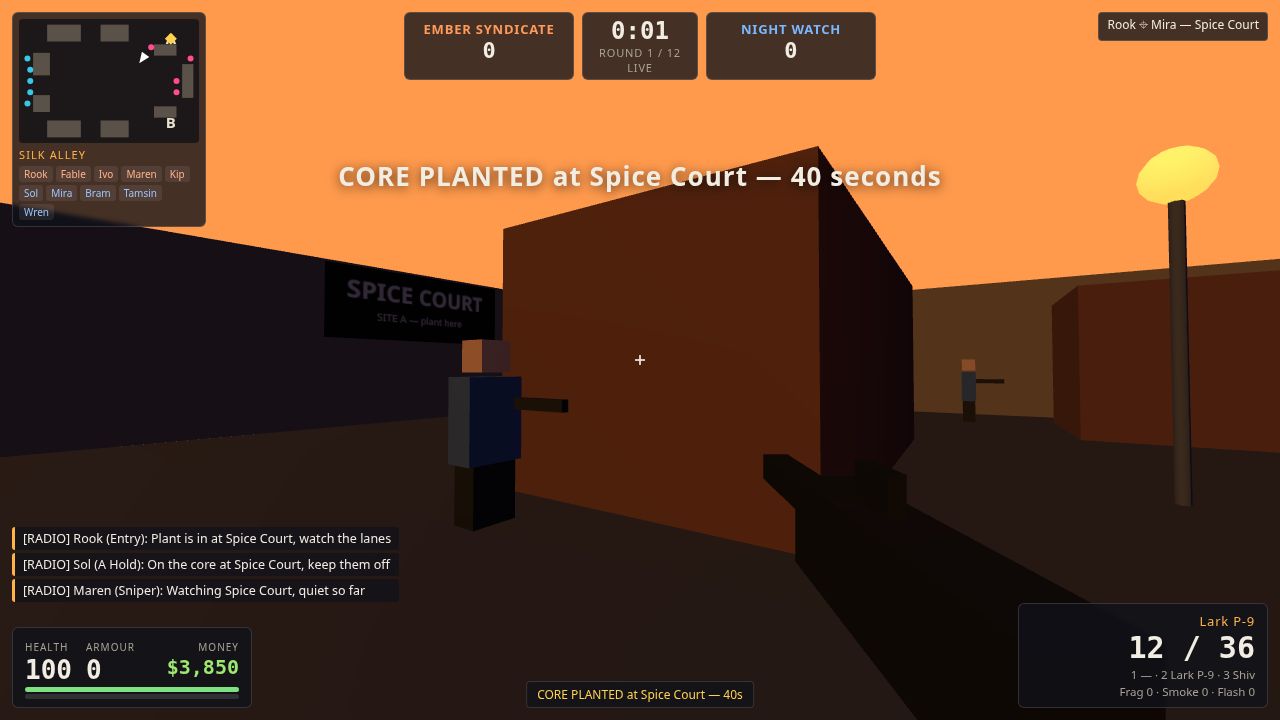 B
SILK ALLEY
Rook Fable Ivo Maren Kip
Sol Mira Bram Tamsin
Wren
EMBER SYNDICATE
0
0:01
ROUND 1 / 12
LIVE
NIGHT WATCH
0
Rook ⌖ Mira — Spice Court
CORE PLANTED at Spice Court — 40 seconds
SPICE COURT
SITE A — plant here
[RADIO] Rook (Entry): Plant is in at Spice Court, watch the lanes
[RADIO] Sol (A Hold): On the core at Spice Court, keep them off
[RADIO] Maren (Sniper): Watching Spice Court, quiet so far
HEALTH ARMOUR MONEY
100 0 $3,850
CORE PLANTED at Spice Court — 40s
Lark P-9
12 / 36
1 — · 2 Lark P-9 · 3 Shiv
Frag 0 · Smoke 0 · Flash 0